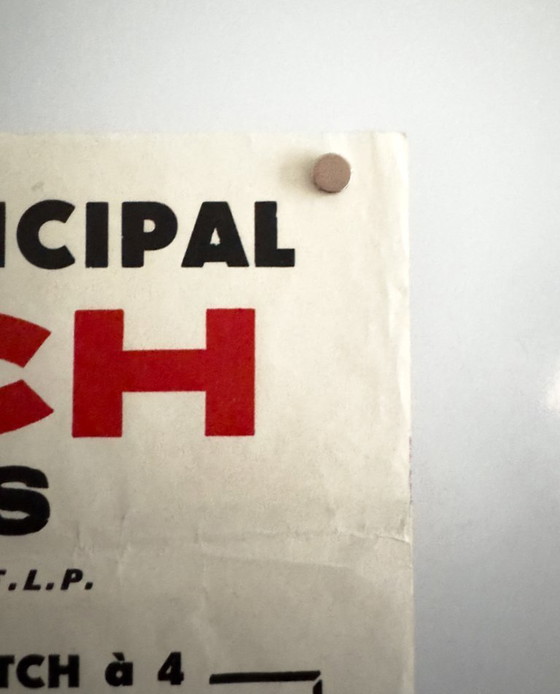 ICIPAL
CH
S
T.L.P.
TCH à 4